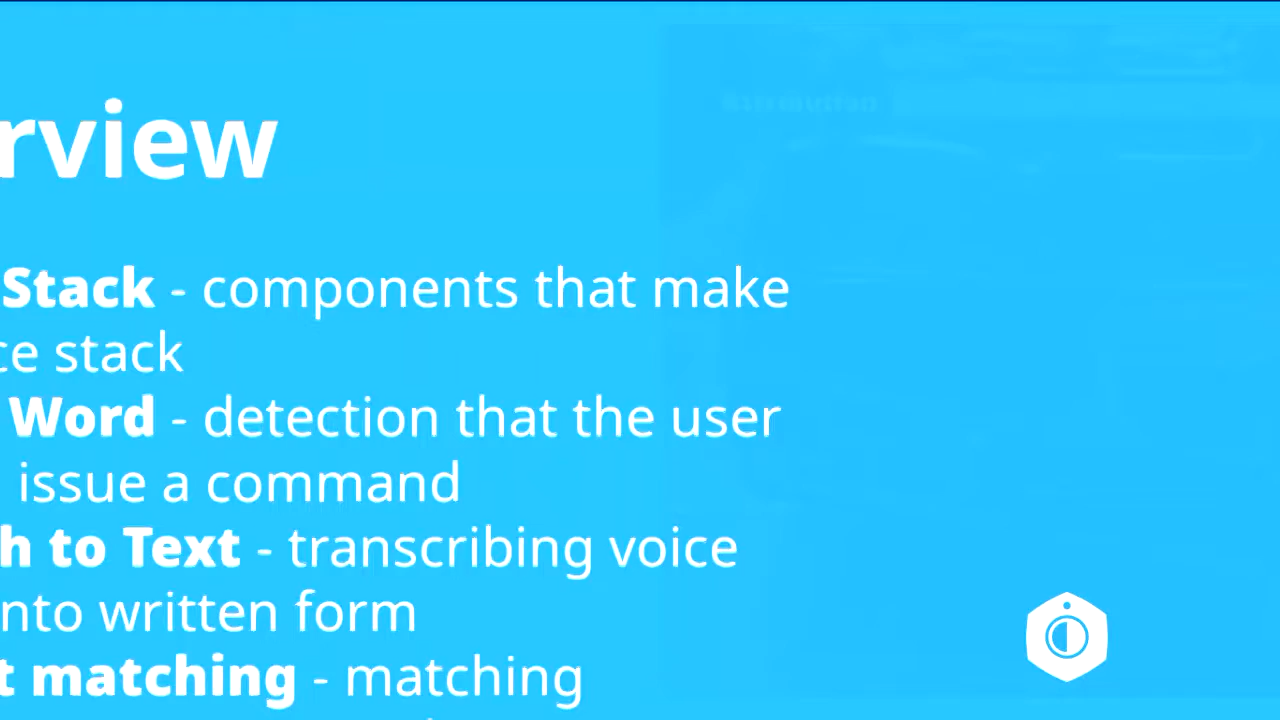 rview
Stack - components that make
ce stack
Word - detection that the user
issue a command
h to Text - transcribing voice
nto written form
t matching - matching